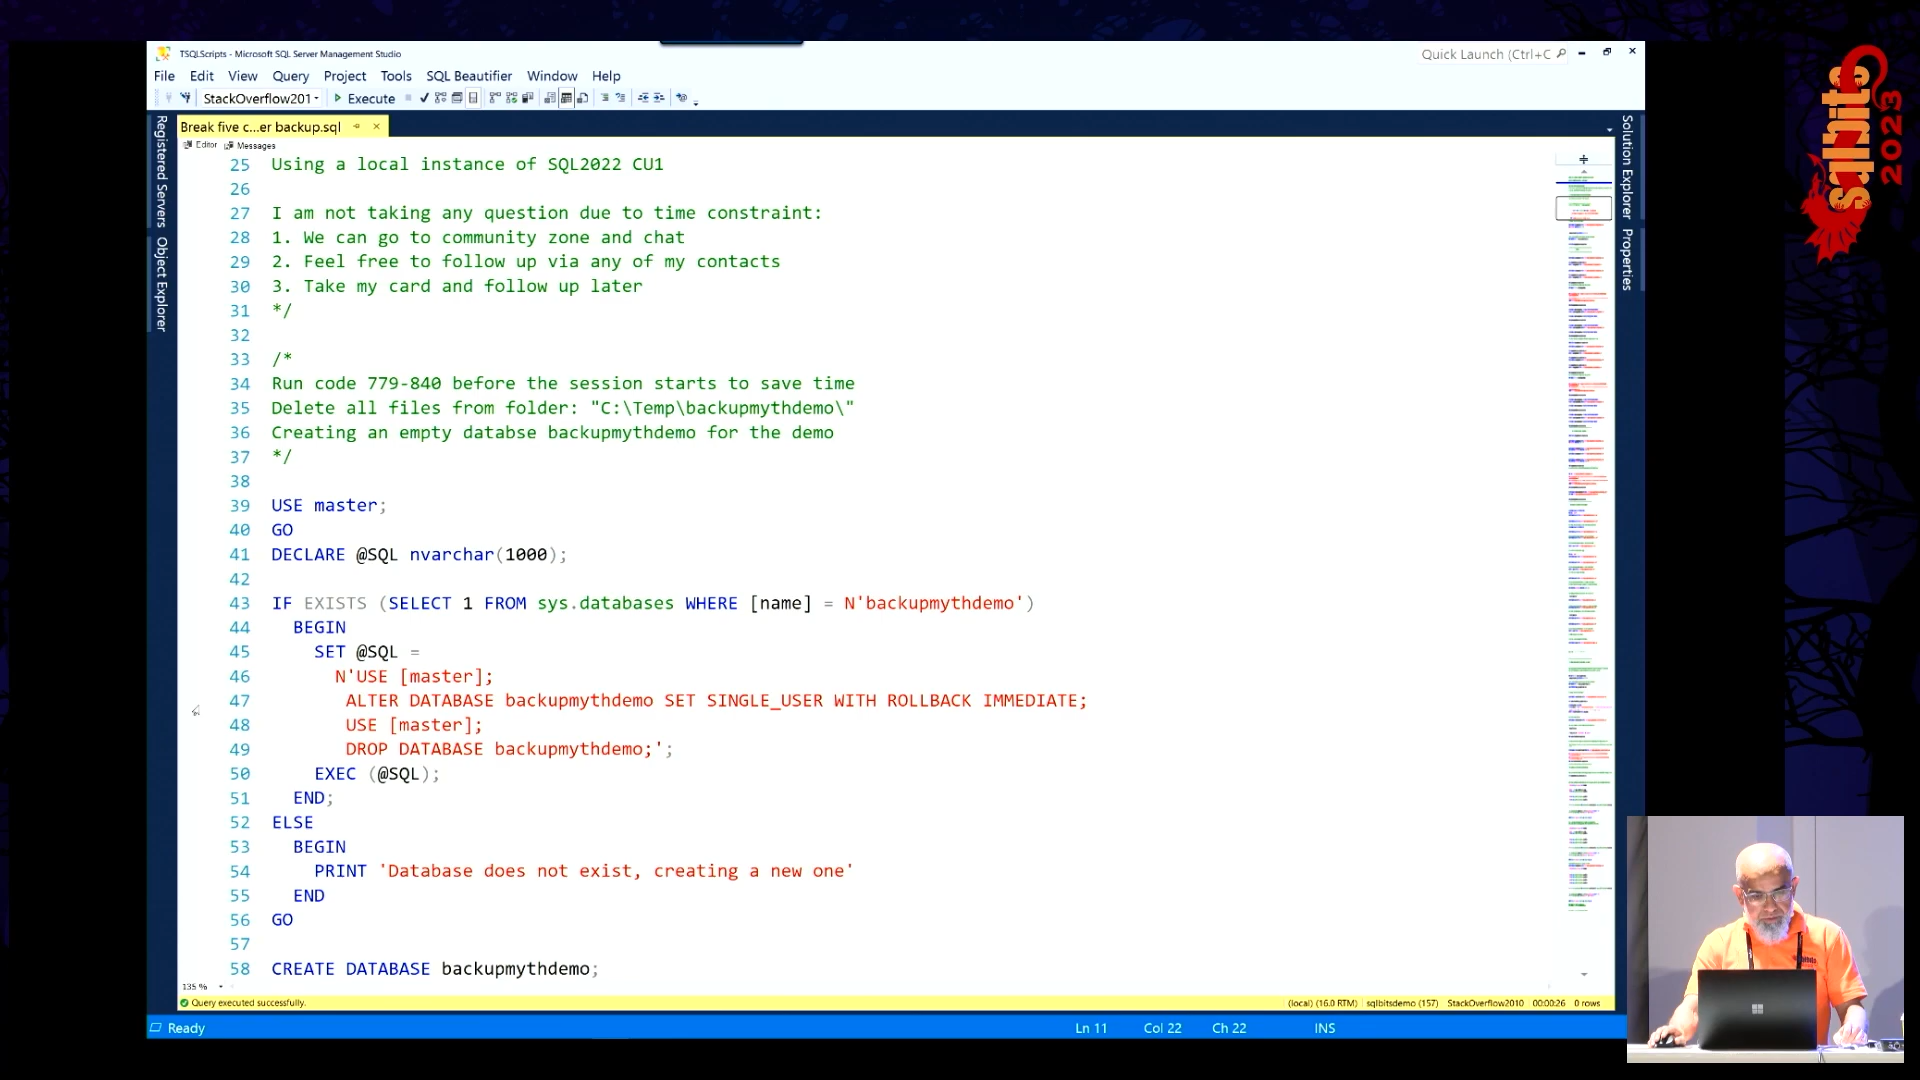 TSQLScripts - Microsoft SQL Server Management Studio
Quick Launch (Ctrl+C
File Edit View Query Project Tools SQL Beautifier Window Help
StackOverflow201 Execute
Break five c...er backup.sql
Editor Messages
Registered Servers
Object Explorer
Solution Explorer
Properties
25 Using a local instance of SQL2022 CU1
26
27 I am not taking any question due to time constraint:
28 1. We can go to community zone and chat
29 2. Feel free to follow up via any of my contacts
30 3. Take my card and follow up later
31 */
32
33 /*
34 Run code 779-840 before the session starts to save time
35 Delete all files from folder: "C:\Temp\backupmythdemo\"
36 Creating an empty databse backupmythdemo for the demo
37 */
38
39 USE master;
40 GO
41 DECLARE @SQL nvarchar(1000);
42
43 IF EXISTS (SELECT 1 FROM sys.databases WHERE [name] = N'backupmythdemo')
44 BEGIN
45 SET @SQL =
46 N'USE [master];
47 ALTER DATABASE backupmythdemo SET SINGLE_USER WITH ROLLBACK IMMEDIATE;
48 USE [master];
49 DROP DATABASE backupmythdemo;';
50 EXEC (@SQL);
51 END;
52 ELSE
53 BEGIN
54 PRINT 'Database does not exist, creating a new one'
55 END
56 GO
57
58 CREATE DATABASE backupmythdemo;
135 %
Query executed successfully.
(local) (16.0 RTM) sqlbitsdemo (157) StackOverflow2010 00:00:26 0 rows
Ready Ln 11 Col 22 Ch 22 INS
sqlbits
2023